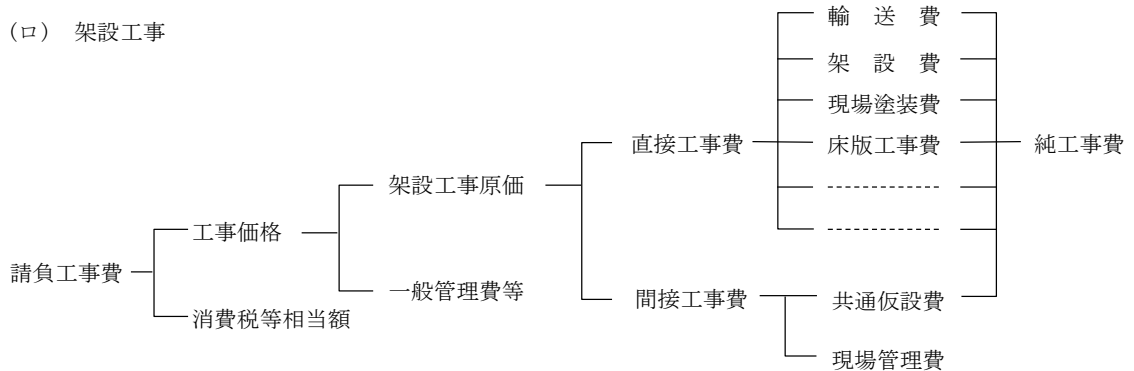 (ロ) 架設工事
輸送費
架設費
現場塗装費
直接工事費
床版工事費
純工事費
架設工事原価
工事価格
請負工事費
一般管理費等
間接工事費
共通仮設費
消費税等相当額
現場管理費